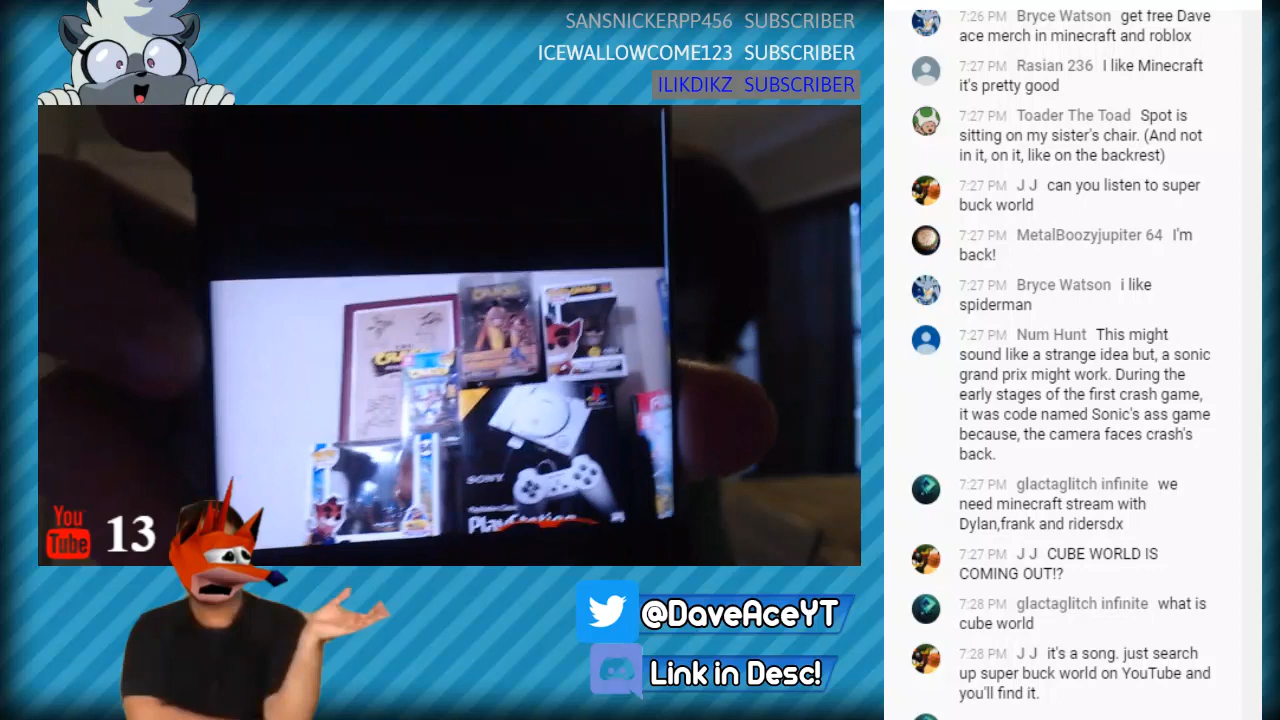 SANSNICKERPP456 SUBSCRIBER
ICEWALLOWCOME123 SUBSCRIBER
ILIKDIKZ SUBSCRIBER
CRASH
SONY
PlayStation
You
Tube 13
@DaveAceYT
Link in Desc!
7:26 PM Bryce Watson get free Dave
ace merch in minecraft and roblox
7:27 PM Rasian 236 I like Minecraft
it's pretty good
7:27 PM Toader The Toad Spot is
sitting on my sister's chair. (And not
in it, on it, like on the backrest)
7:27 PM J J can you listen to super
buck world
7:27 PM MetalBoozyjupiter 64 I'm
back!
7:27 PM Bryce Watson i like
spiderman
7:27 PM Num Hunt This might
sound like a strange idea but, a sonic
grand prix might work. During the
early stages of the first crash game,
it was code named Sonic's ass game
because, the camera faces crash's
back.
7:27 PM glactaglitch infinite we
need minecraft stream with
Dylan,frank and ridersdx
7:27 PM J J CUBE WORLD IS
COMING OUT!?
7:28 PM glactaglitch infinite what is
cube world
7:28 PM J J it's a song. just search
up super buck world on YouTube and
you'll find it.